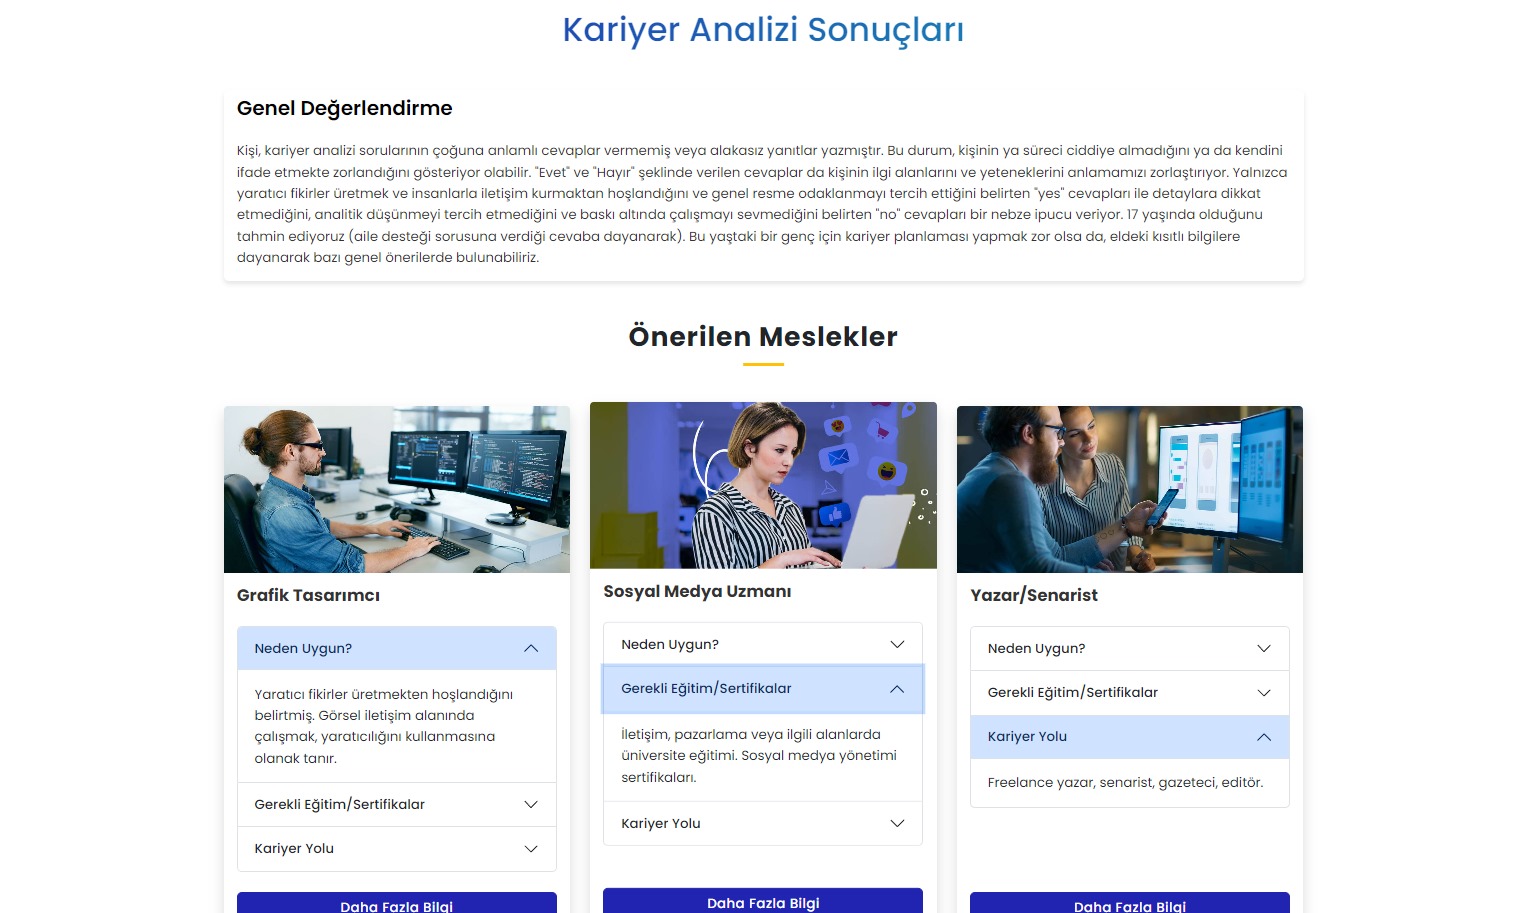 Kariyer Analizi Sonuçları
Genel Değerlendirme
Kişi, kariyer analizi sorularının çoğuna anlamlı cevaplar vermemiş veya alakasız yanıtlar yazmıştır. Bu durum, kişinin ya süreci ciddiye almadığını ya da kendini
ifade etmekte zorlandığını gösteriyor olabilir. "Evet" ve "Hayır" şeklinde verilen cevaplar da kişinin ilgi alanlarını ve yeteneklerini anlamamızı zorlaştırıyor. Yalnızca
yaratıcı fikirler üretmek ve insanlarla iletişim kurmaktan hoşlandığını ve genel resme odaklanmayı tercih ettiğini belirten "yes" cevapları ile detaylara dikkat
etmediğini, analitik düşünmeyi tercih etmediğini ve baskı altında çalışmayı sevmediğini belirten "no" cevapları bir nebze ipucu veriyor. 17 yaşında olduğunu
tahmin ediyoruz (aile desteği sorusuna verdiği cevaba dayanarak). Bu yaştaki bir genç için kariyer planlaması yapmak zor olsa da, eldeki kısıtlı bilgilere
dayanarak bazı genel önerilerde bulunabiliriz.
Önerilen Meslekler
Grafik Tasarımcı
Neden Uygun?
Yaratıcı fikirler üretmekten hoşlandığını
belirtmiş. Görsel iletişim alanında
çalışmak, yaratıcılığını kullanmasına
olanak tanır.
Gerekli Eğitim/Sertifikalar
Kariyer Yolu
Daha Fazla Bilgi
Sosyal Medya Uzmanı
Neden Uygun?
Gerekli Eğitim/Sertifikalar
İletişim, pazarlama veya ilgili alanlarda
üniversite eğitimi. Sosyal medya yönetimi
sertifikaları.
Kariyer Yolu
Daha Fazla Bilgi
Yazar/Senarist
Neden Uygun?
Gerekli Eğitim/Sertifikalar
Kariyer Yolu
Freelance yazar, senarist, gazeteci, editör.
Daha Fazla Bilgi